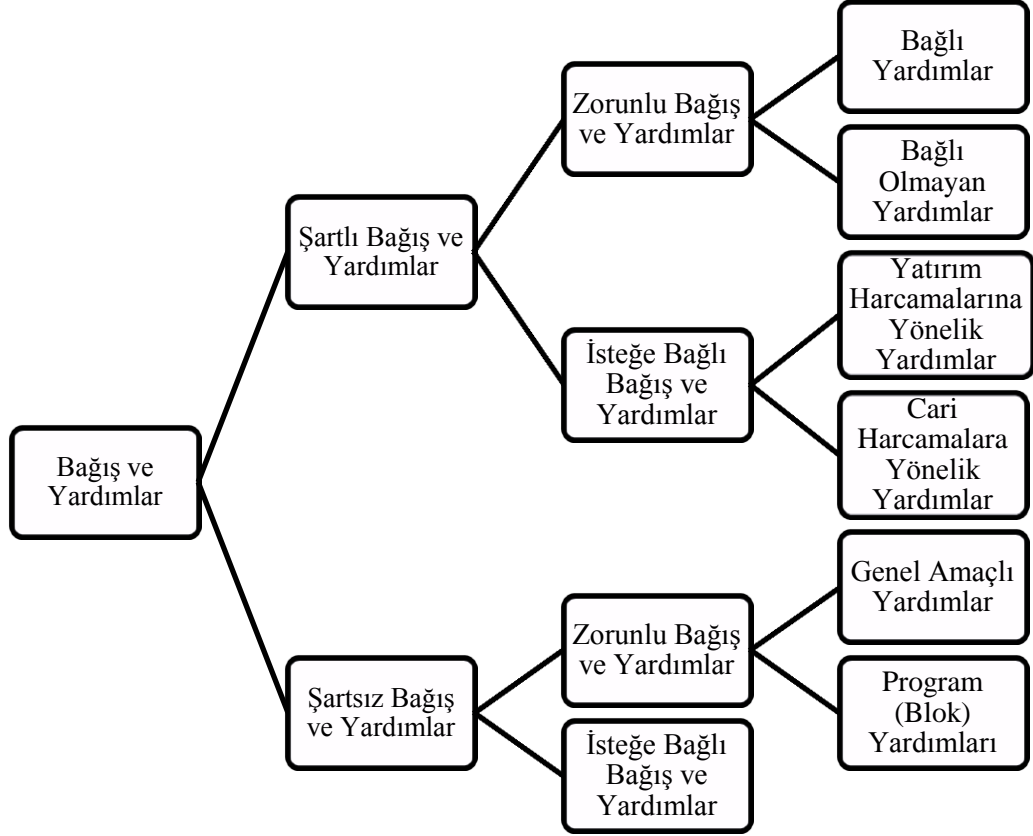 Bağış ve
Yardımlar
Şartlı Bağış ve
Yardımlar
Zorunlu Bağış
ve Yardımlar
Bağlı
Yardımlar
Bağlı
Olmayan
Yardımlar
İsteğe Bağlı
Bağış ve
Yardımlar
Yatırım
Harcamalarına
Yönelik
Yardımlar
Cari
Harcamalara
Yönelik
Yardımlar
Şartsız Bağış
ve Yardımlar
Zorunlu Bağış
ve Yardımlar
Genel Amaçlı
Yardımlar
Program
(Blok)
Yardımları
İsteğe Bağlı
Bağış ve
Yardımlar